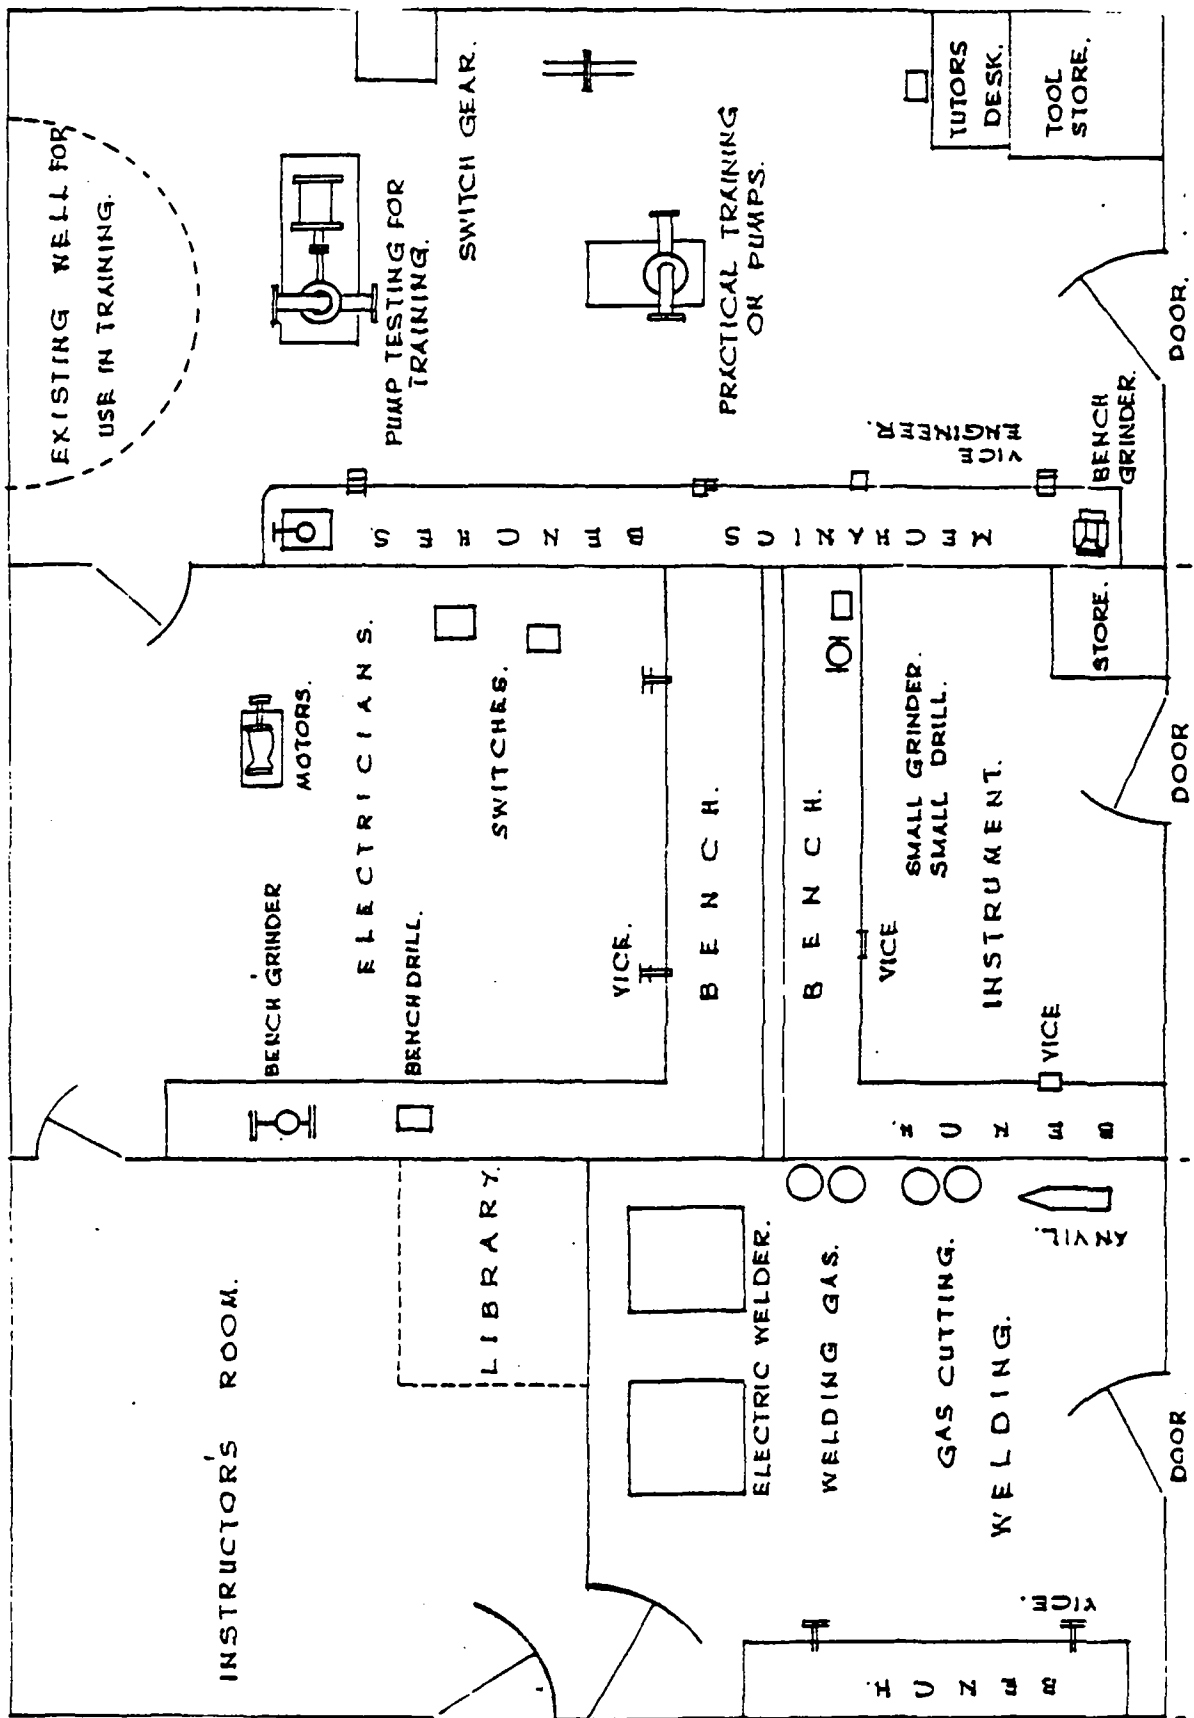 INSTRUCTOR'S ROOM.
LIBRARY.
BENCH GRINDER
BENCH DRILL.
MOTORS.
ELECTRICIANS.
SWITCHES.
VICE.
BENCH.
EXISTING WELL FOR
USE IN TRAINING.
PUMP TESTING FOR
TRAINING.
SWITCH GEAR.
PRACTICAL TRAINING
ON PUMPS.
TUTORS
DESK.
TOOL
STORE.
MECHANICS BENCHES
VICE
ENGINEER.
BENCH
GRINDER.
DOOR.
ELECTRIC WELDER.
WELDING GAS.
GAS CUTTING.
WELDING.
ANVIL.
VICE.
BENCH.
DOOR
BENCH.
VICE
SMALL GRINDER.
SMALL DRILL.
INSTRUMENT.
VICE
BENCH.
STORE.
DOOR